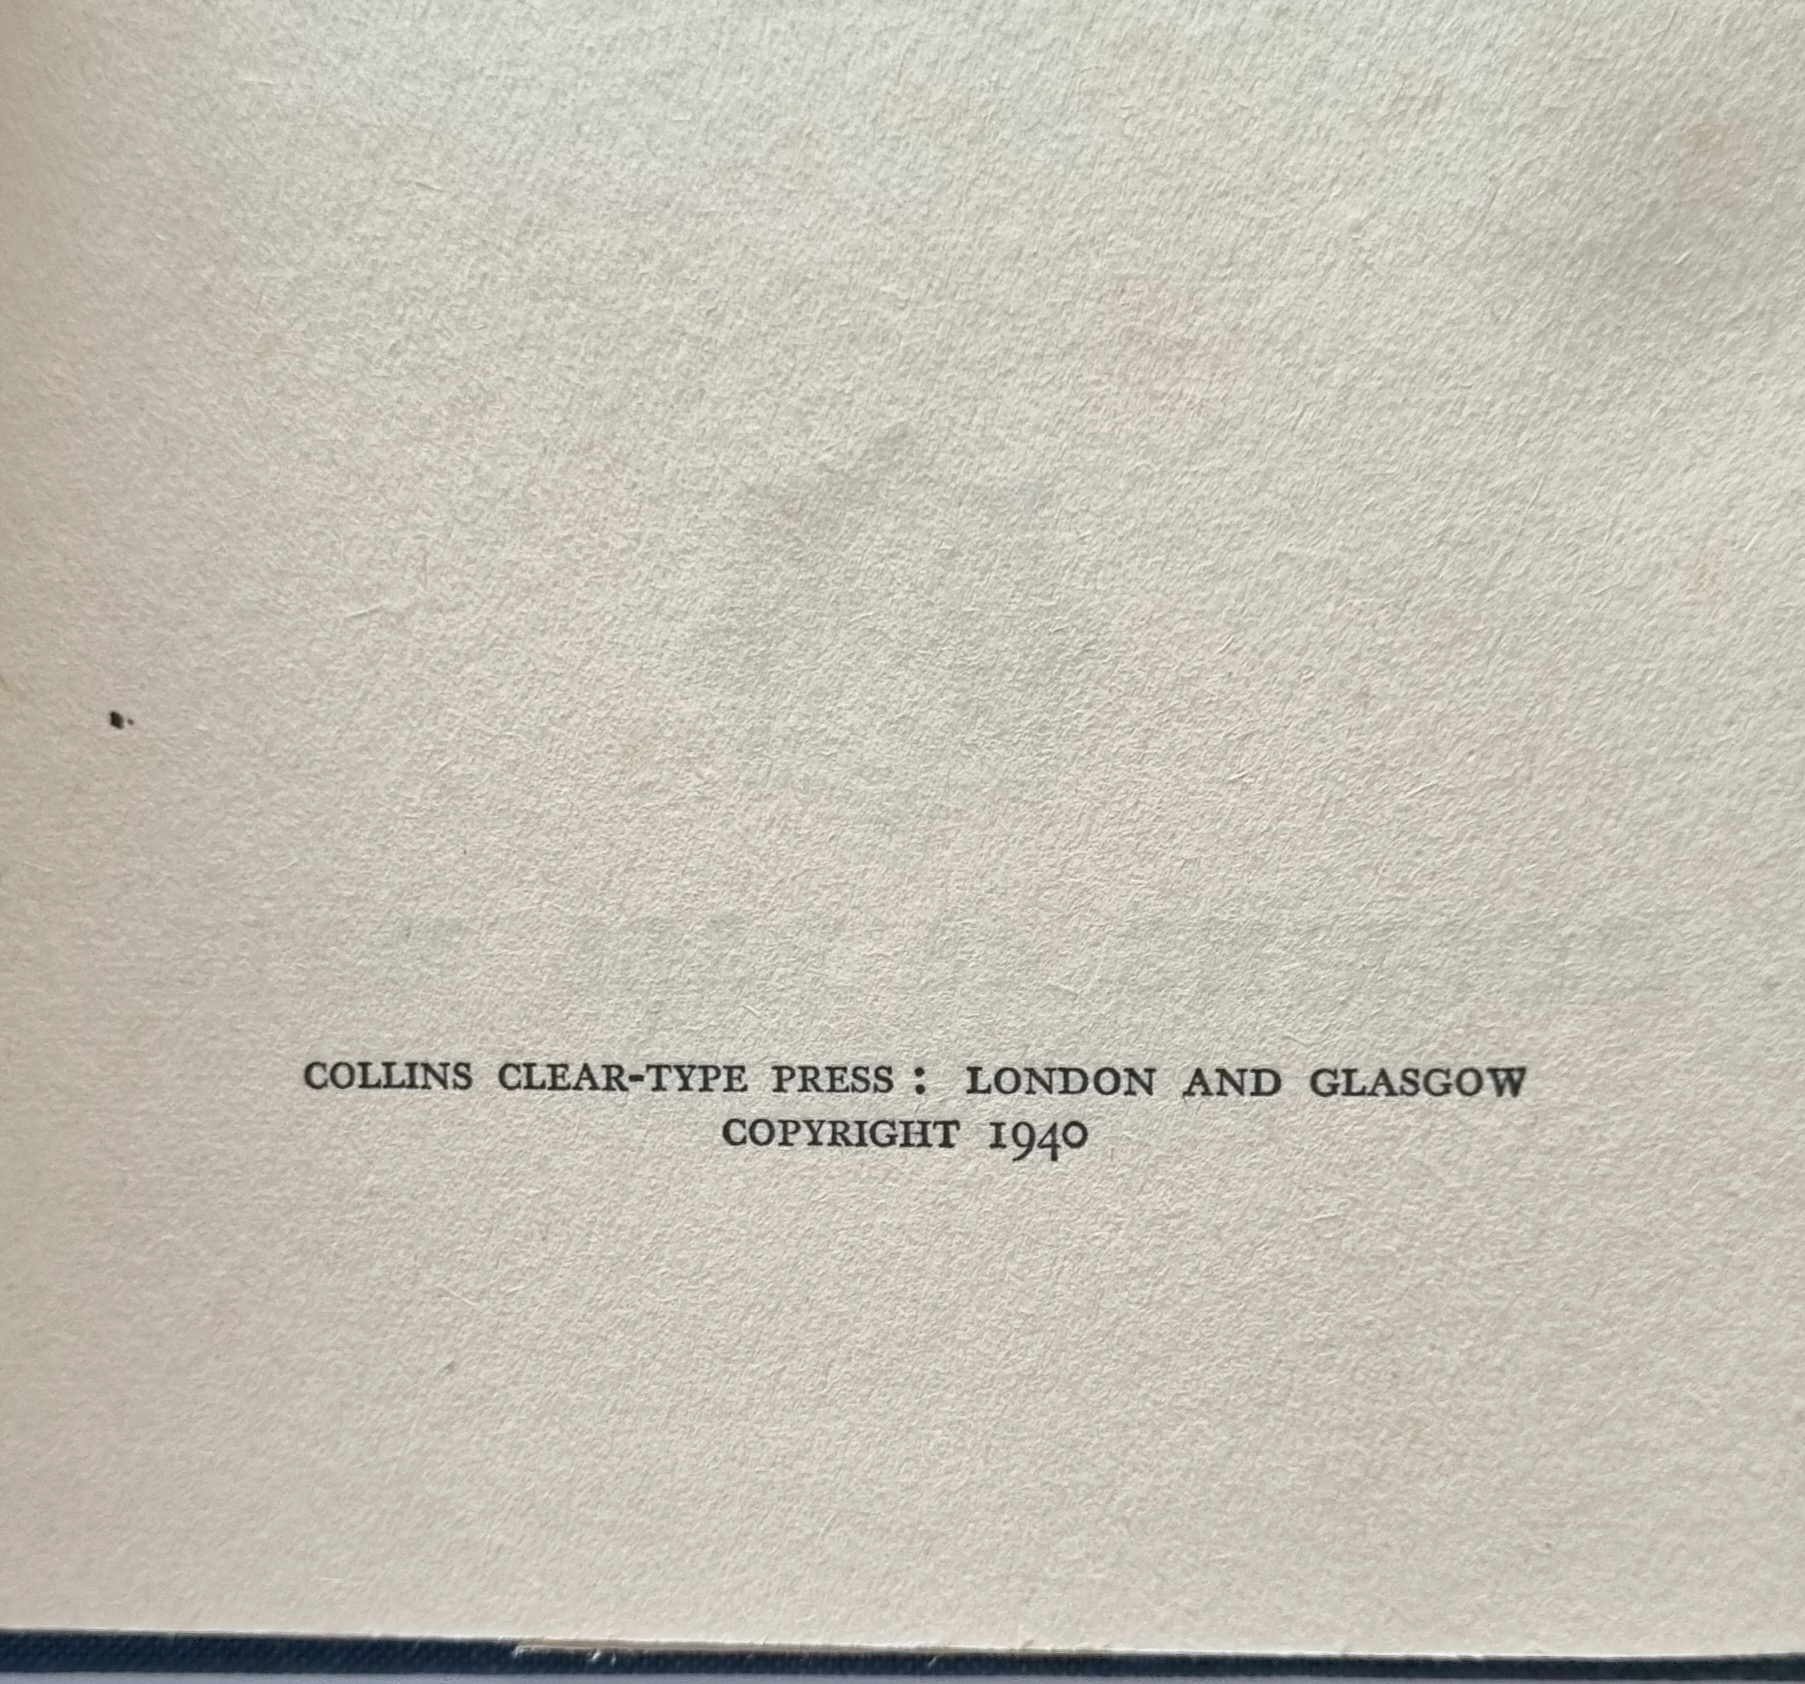 COLLINS CLEAR-TYPE PRESS : LONDON AND GLASGOW
COPYRIGHT 1940